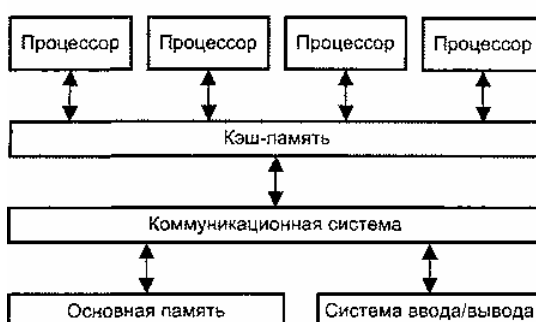 Процессор Процессор Процессор Процессор
Кэш-память
Коммуникационная система
Основная память Система ввода/вывода